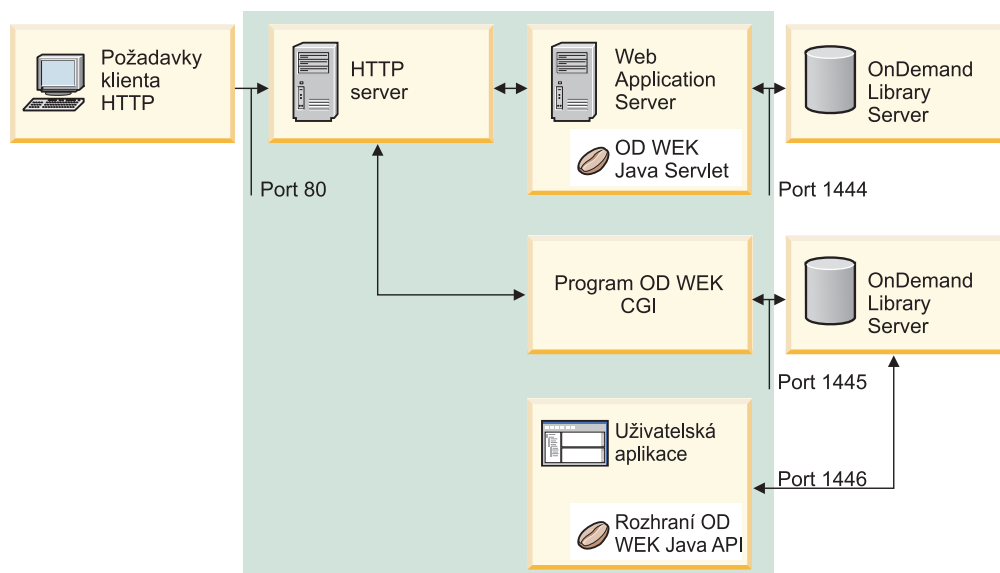 Požadavky
klienta
HTTP
HTTP
server
Web
Application
Server
OD WEK
Java Servlet
OnDemand
Library
Server
Port 80
Port 1444
Program OD WEK
CGI
OnDemand
Library
Server
Port 1445
Uživatelská
aplikace
Port 1446
Rozhraní OD
WEK Java API